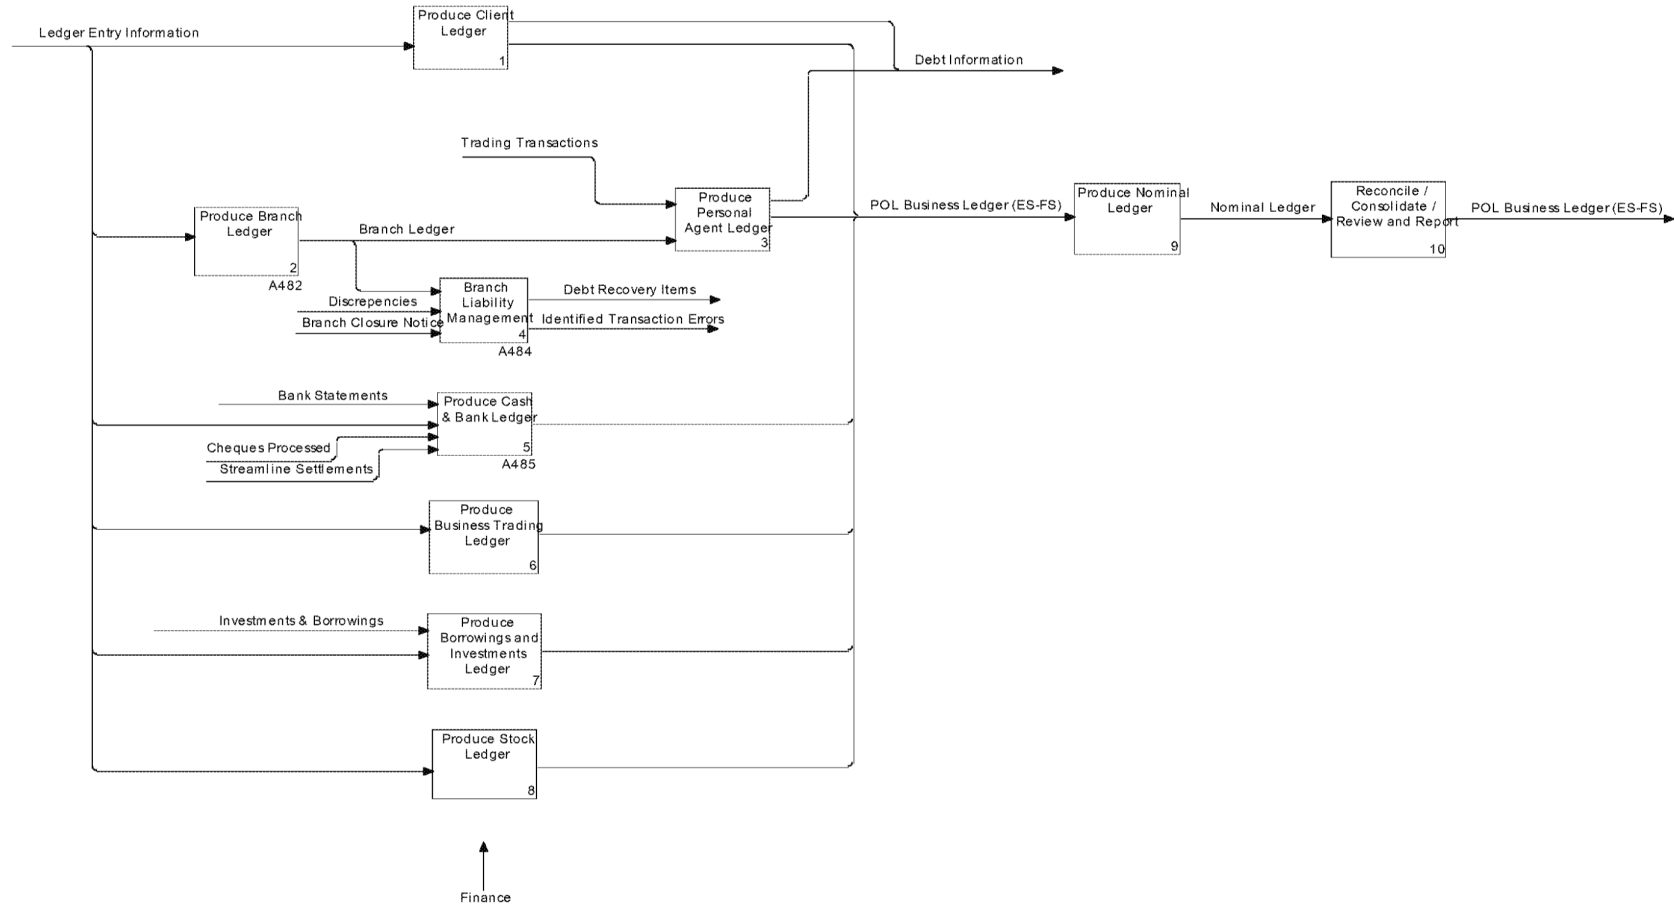 Produce Client
Ledger
1
Ledger Entry Information
Debt Information
Trading Transactions
Produce
Personal
Agent Ledger
3
POL Business Ledger (ES-FS)
Produce Nominal
Ledger
9
Nominal Ledger
Reconcile /
Consolidate /
Review and Report
10
POL Business Ledger (ES-FS)
Produce Branch
Ledger
2
A482
Branch Ledger
Discrepencies
Branch Closure Notice
Branch
Liability
Management
4
A484
Debt Recovery Items
Identified Transaction Errors
Bank Statements
Cheques Processed
Streamline Settlements
Produce Cash
& Bank Ledger
5
A485
Produce
Business Trading
Ledger
6
Investments & Borrowings
Produce
Borrowings and
Investments
Ledger
7
Produce Stock
Ledger
8
Finance